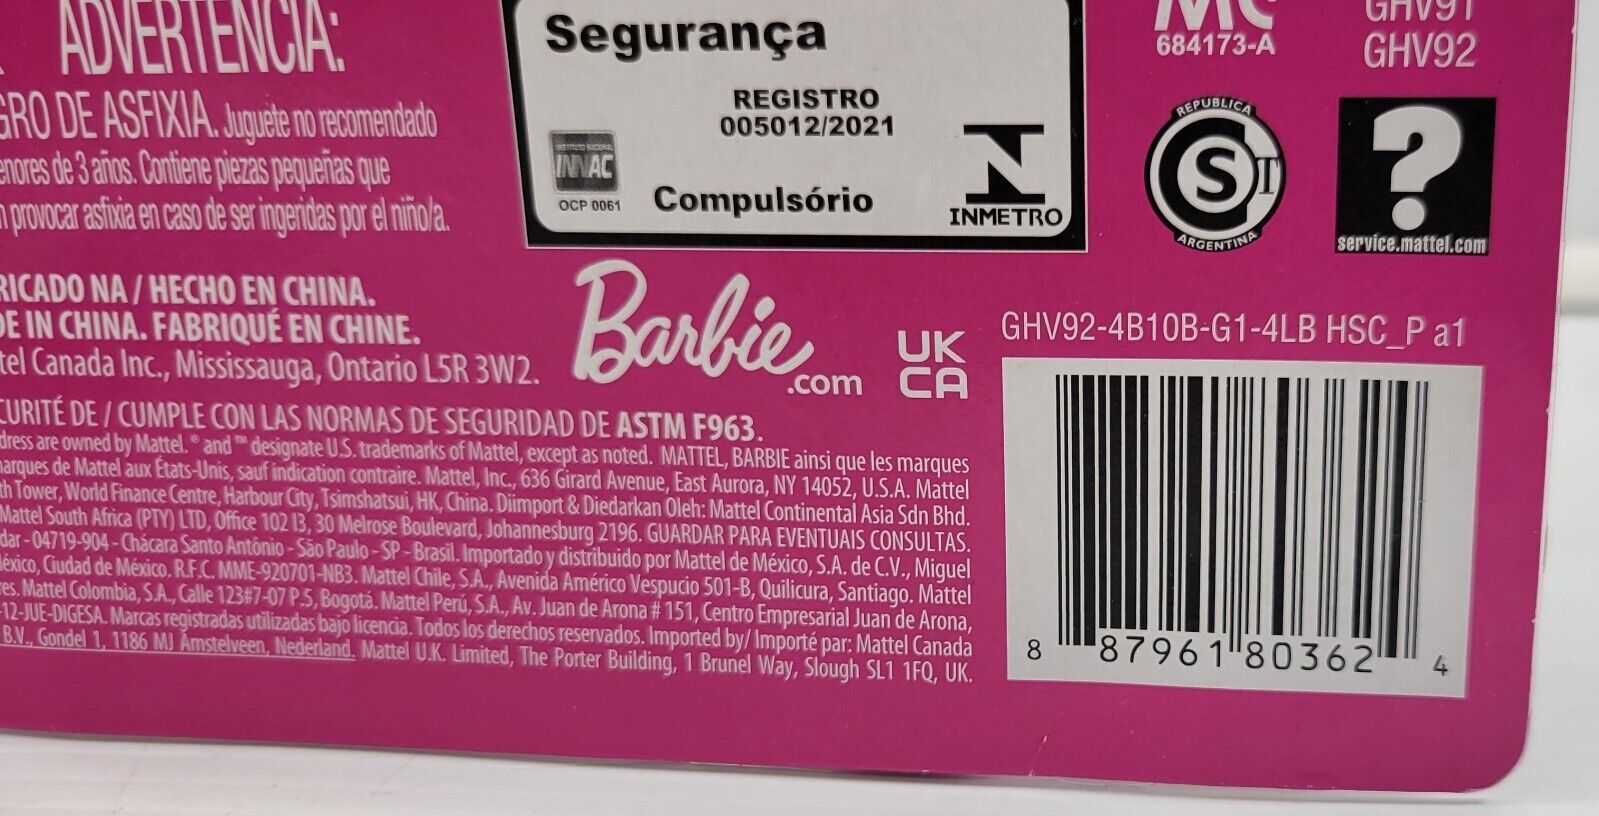 ADVERTENCIA:
GRO DE ASFIXIA. Juguete no recomendado
enores de 3 años. Contiene piezas pequeñas que
provocar asfixia en caso de ser ingeridas por el niño/a.
Segurança
REGISTRO
005012/2021
INNAC
OCP 0061
Compulsório
INMETRO
MC
684173-A
GHV91
GHV92
REPUBLICA
S
T
ARGENTINA
?
service.mattel.com
RICADO NA / HECHO EN CHINA.
DE IN CHINA. FABRIQUÉ EN CHINE.
tel Canada Inc., Mississauga, Ontario L5R 3W2.
Barbie
.com
UK
CA
GHV92-4B10B-G1-4LB HSC_P a1
CURITÉ DE / CUMPLE CON LAS NORMAS DE SEGURIDAD DE ASTM F963.
dress are owned by Mattel. ® and ™ designate U.S. trademarks of Mattel, except as noted. MATTEL, BARBIE ainsi que les marques
arques de Mattel aux États-Unis, sauf indication contraire. Mattel, Inc., 636 Girard Avenue, East Aurora, NY 14052, U.S.A. Mattel
th Tower, World Finance Centre, Harbour City, Tsimshatsui, HK, China. Diimport & Diedarkan Oleh: Mattel Continental Asia Sdn Bhd.
Mattel South Africa (PTY) LTD, Office 102 I3, 30 Melrose Boulevard, Johannesburg 2196. GUARDAR PARA EVENTUAIS CONSULTAS.
dar - 04719-904 - Chácara Santo Antônio - São Paulo - SP - Brasil. Importado y distribuido por Mattel de México, S.A. de C.V., Miguel
éxico, Ciudad de México. R.F.C. MME-920701-NB3. Mattel Chile, S.A., Avenida Américo Vespucio 501-B, Quilicura, Santiago. Mattel
res. Mattel Colombia, S.A., Calle 123#7-07 P.5, Bogotá. Mattel Perú, S.A., Av. Juan de Arona # 151, Centro Empresarial Juan de Arona,
-12-JUE-DIGESA. Marcas registradas utilizadas bajo licencia. Todos los derechos reservados. Imported by/ Importé par: Mattel Canada
B.V., Gondel 1, 1186 MJ Amstelveen, Nederland. Mattel U.K. Limited, The Porter Building, 1 Brunel Way, Slough SL1 1FQ, UK.
8 87961 80362 4